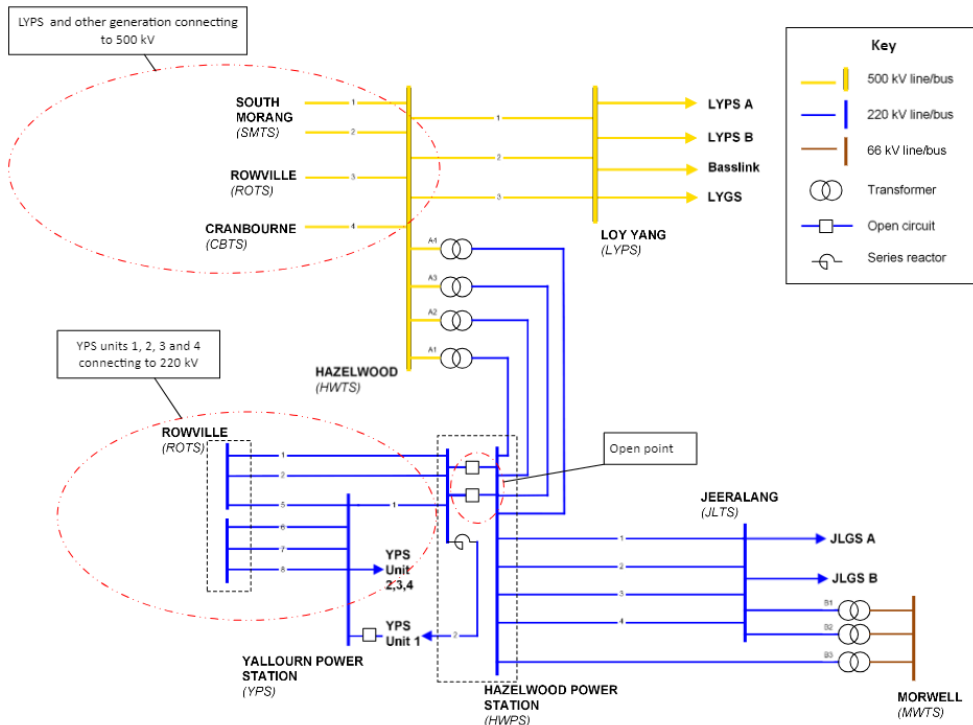 LYPS and other generation connecting
to 500 kV
Key
500 kV line/bus
220 kV line/bus
66 kV line/bus
Transformer
Open circuit
Series reactor
SOUTH
MORANG
(SMTS)
ROWVILLE
(ROTS)
CRANBOURNE
(CBTS)
1
2
3
4
1
2
3
LYPS A
LYPS B
Basslink
LYGS
LOY YANG
(LYPS)
A4
A3
A2
A1
HAZELWOOD
(HWTS)
YPS units 1, 2, 3 and 4
connecting to 220 kV
ROWVILLE
(ROTS)
1
2
5
6
7
8
1
YPS
Unit
2,3,4
YPS
Unit 1
2
YALLOURN POWER
STATION
(YPS)
Open point
JEERALANG
(JLTS)
1
2
3
4
JLGS A
JLGS B
B1
B2
B3
HAZELWOOD POWER
STATION
(HWPS)
MORWELL
(MWTS)